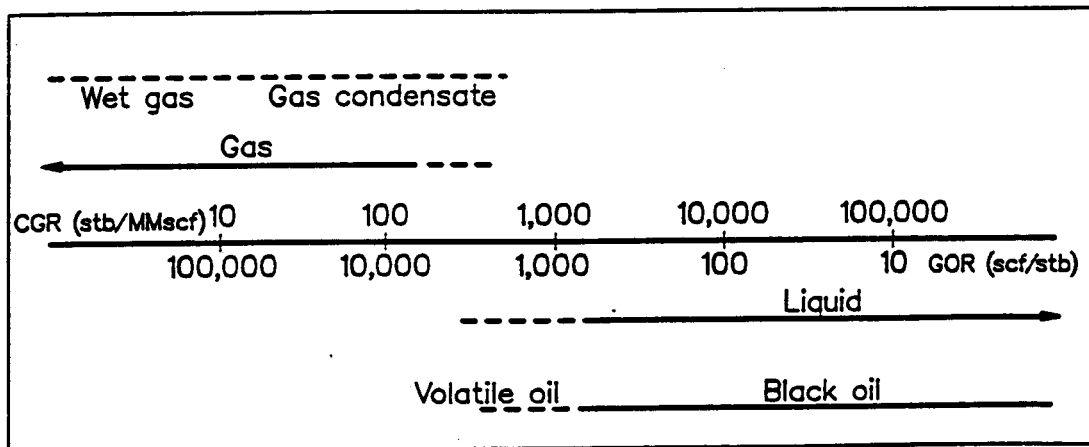 Wet gas Gas condensate
Gas
CGR (stb/MMscf) 10 100 1,000 10,000 100,000
100,000 10,000 1,000 100 10 GOR (scf/stb)
Liquid
Volatile oil Black oil